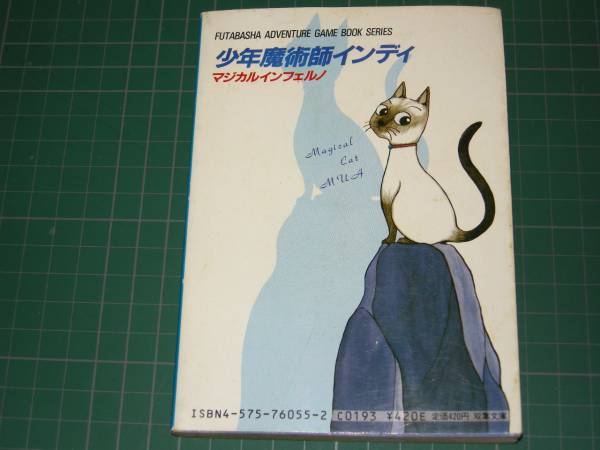 FUTABASHA ADVENTURE GAME BOOK SERIES
少年魔術師インディ
マジカルインフェルノ
Magical
Cat
MUA
ISBN4-575-76055-2 C0193 ¥420E 定価420円 双葉文庫